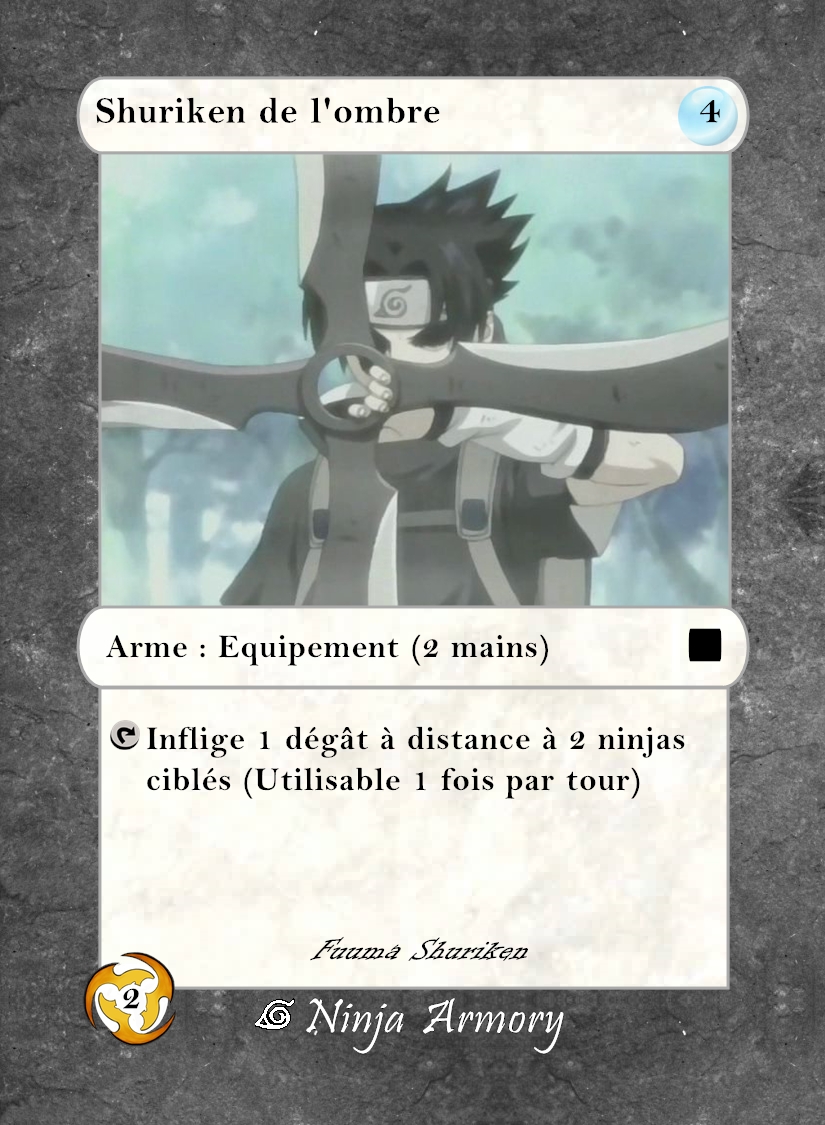 Shuriken de l'ombre
4
Arme : Equipement (2 mains)
Inflige 1 dégât à distance à 2 ninjas
ciblés (Utilisable 1 fois par tour)
Fuuma Shuriken
2
Ninja Armory